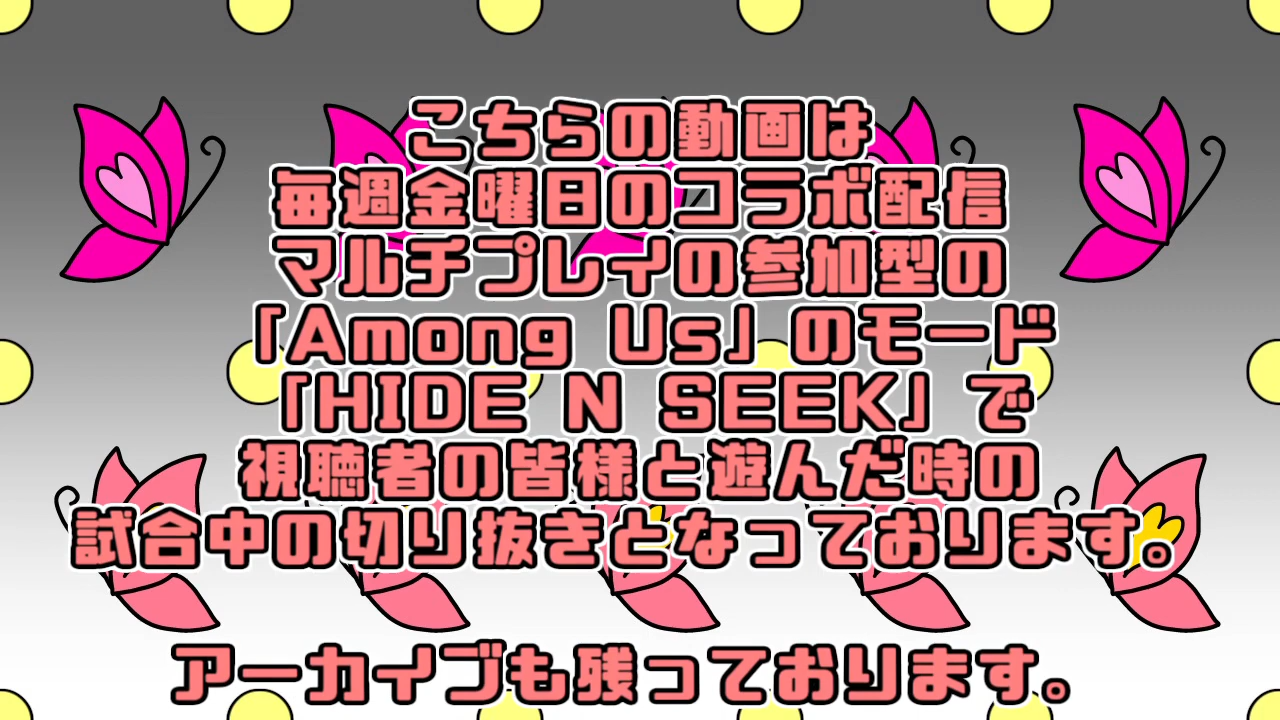 こちらの動画は
毎週金曜日のコラボ配信
マルチプレイの参加型の
「Among Us」のモード
「HIDE N SEEK」で
視聴者の皆様と遊んだ時の
試合中の切り抜きとなっております。
アーカイブも残っております。